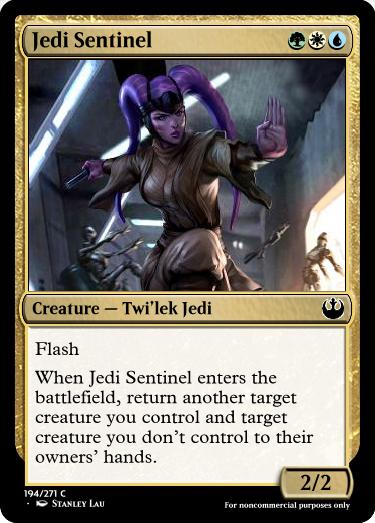 Jedi Sentinel
Creature — Twi'lek Jedi
Flash
When Jedi Sentinel enters the
battlefield, return another target
creature you control and target
creature you don't control to their
owners' hands.
2/2
194/271 C
· Stanley Lau
For noncommercial purposes only